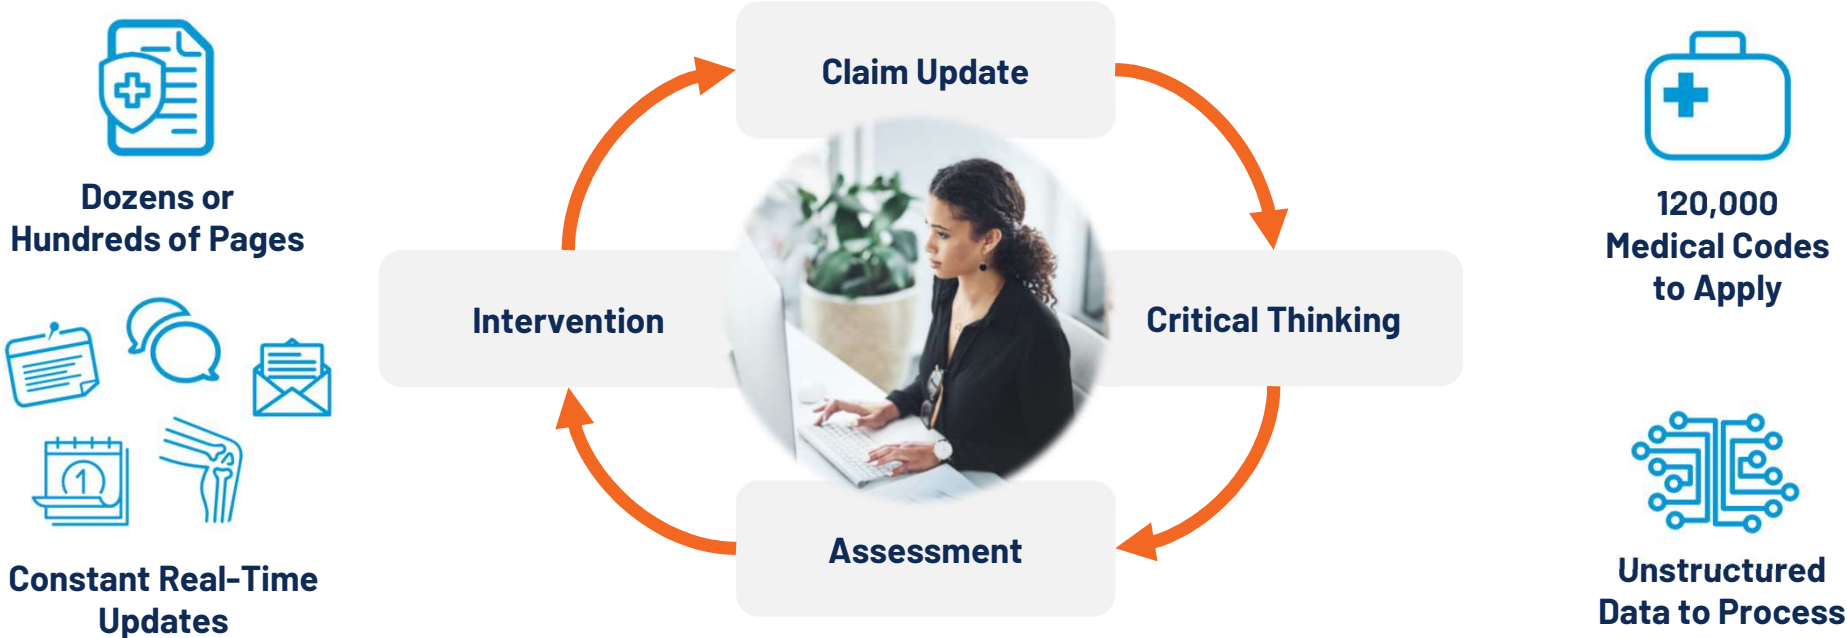 Dozens or
Hundreds of Pages
Constant Real-Time
Updates
1
Claim Update
Critical Thinking
Assessment
Intervention
120,000
Medical Codes
to Apply
Unstructured
Data to Process